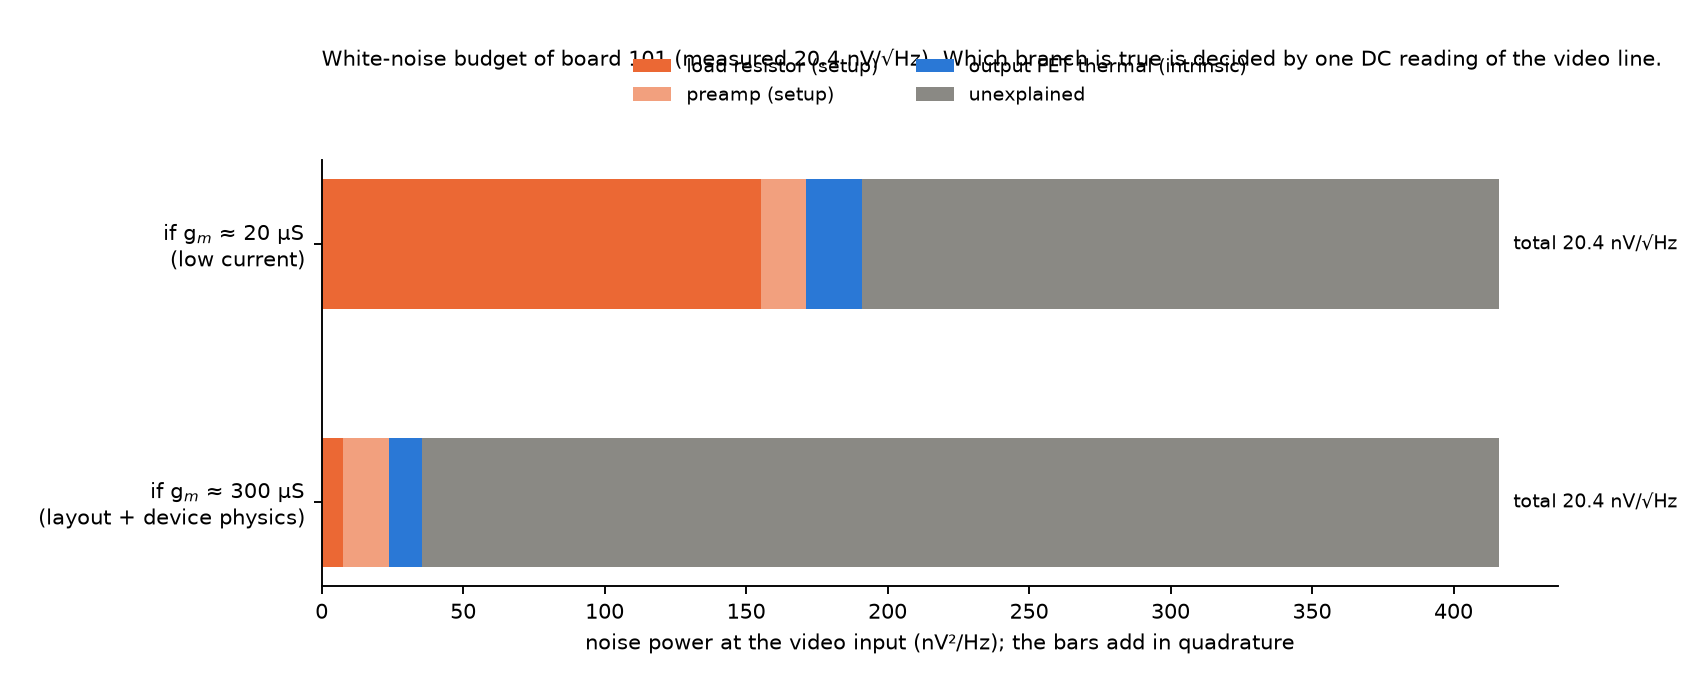 White-noise budget of board 101 (measured 20.4 nV/√Hz). Which branch is true is decided by one DC reading of the video line.
load resistor (setup)
output FET thermal (intrinsic)
preamp (setup)
unexplained
if gₘ ≈ 20 µS
(low current)
total 20.4 nV/√Hz
if gₘ ≈ 300 µS
(layout + device physics)
total 20.4 nV/√Hz
0 50 100 150 200 250 300 350 400
noise power at the video input (nV²/Hz); the bars add in quadrature